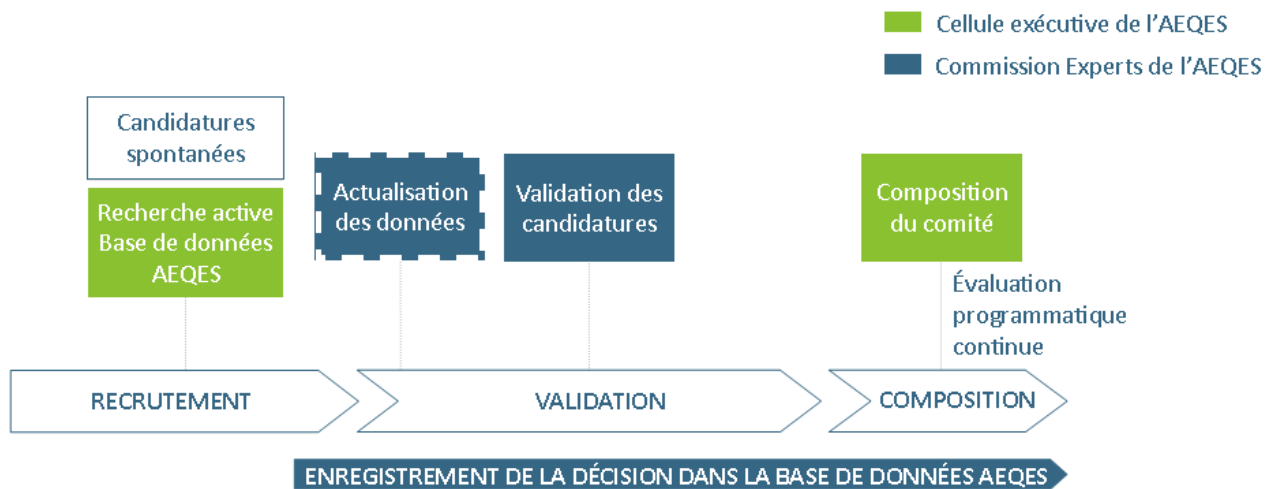 Cellule exécutive de l'AEQES
Commission Experts de l'AEQES
Candidatures
spontanées
Recherche active
Base de données
AEQES
Actualisation
des données
Validation des
candidatures
Composition
du comité
Évaluation
programmatique
continue
RECRUTEMENT
VALIDATION
COMPOSITION
ENREGISTREMENT DE LA DÉCISION DANS LA BASE DE DONNÉES AEQES